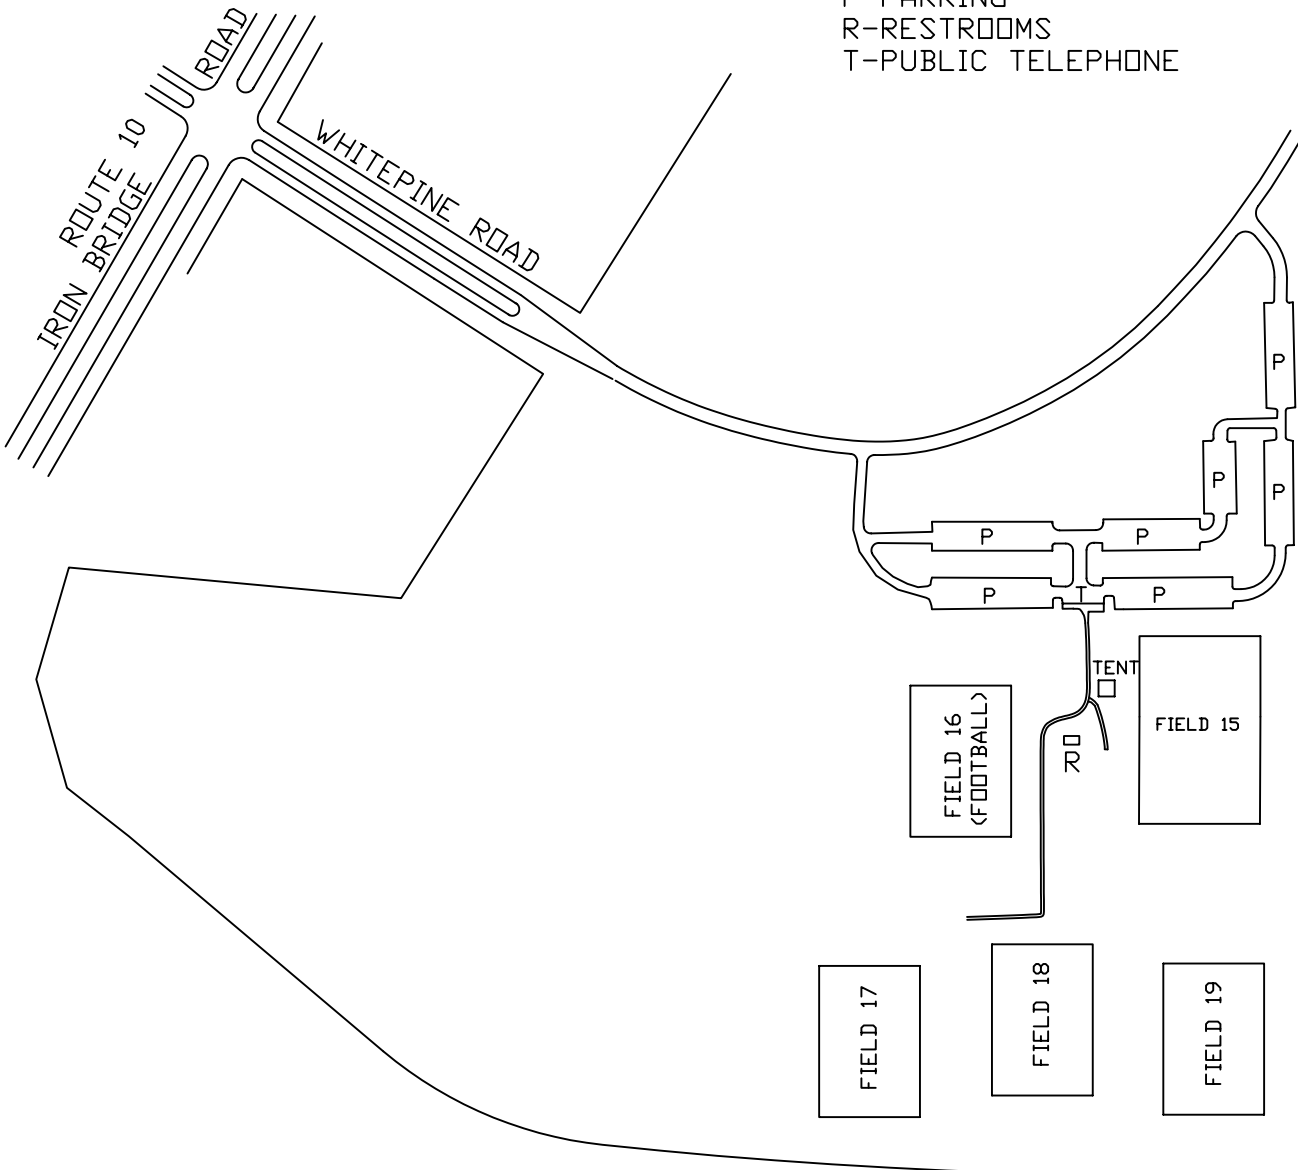 P-PARKING
R-RESTROOMS
T-PUBLIC TELEPHONE
ROUTE 10
IRON BRIDGE ROAD
WHITEPINE ROAD
P
P
P
P
P
P
P
T
TENT
FIELD 15
FIELD 16
(FOOTBALL)
R
FIELD 17
FIELD 18
FIELD 19